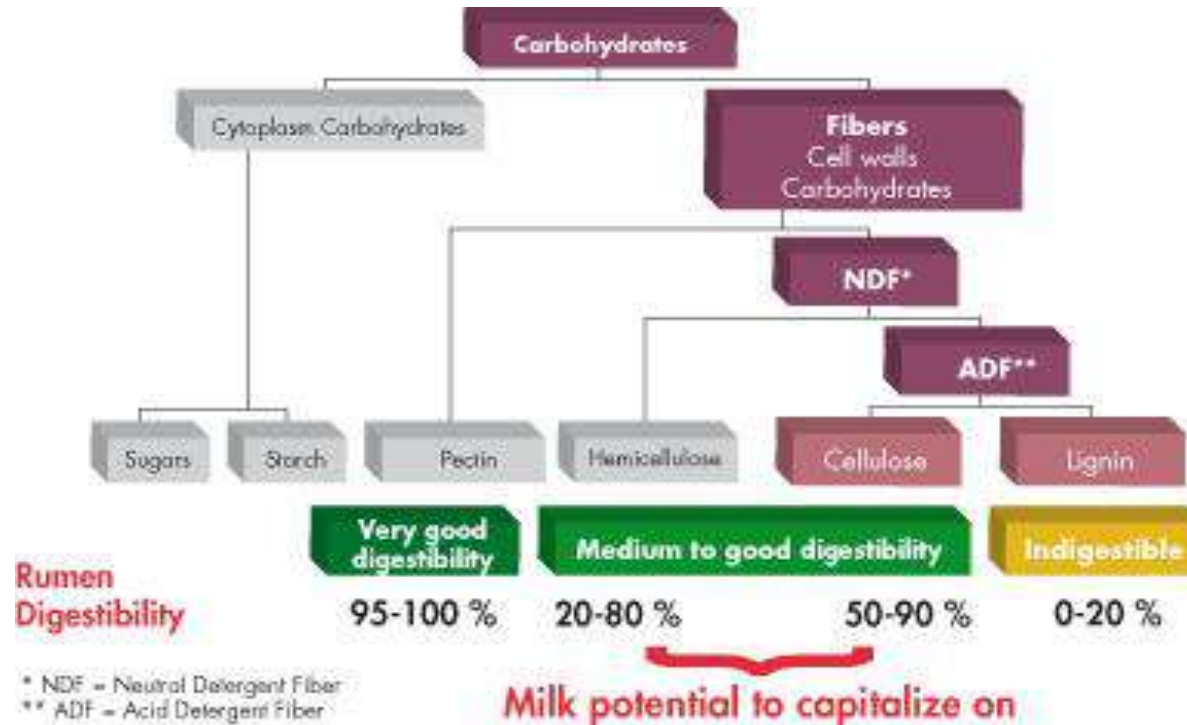 Carbohydrates
Cytoplasm Carbohydrates
Fibers
Cell walls
Carbohydrates
NDF*
ADF**
Sugars
Starch
Pectin
Hemicellulose
Cellulose
Lignin
Very good
digestibility
Medium to good digestibility
Indigestible
Rumen
Digestibility
95-100 %
20-80 %
50-90 %
0-20 %
* NDF = Neutral Detergent Fiber
** ADF = Acid Detergent Fiber
Milk potential to capitalize on